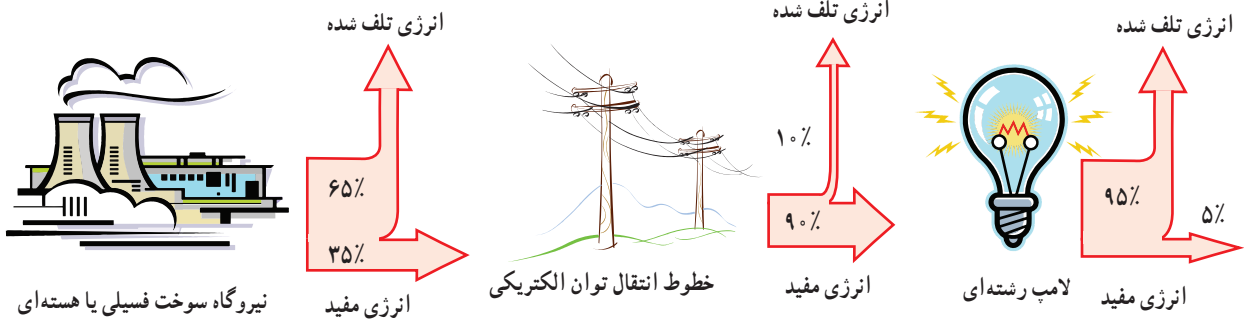 انرژی تلف شده
۶۵٪
۳۵٪
انرژی مفید
نیروگاه سوخت فسیلی یا هسته‌ای
انرژی تلف شده
۱۰٪
۹۰٪
انرژی مفید
خطوط انتقال توان الکتریکی
انرژی تلف شده
۹۵٪
۵٪
انرژی مفید
لامپ رشته‌ای